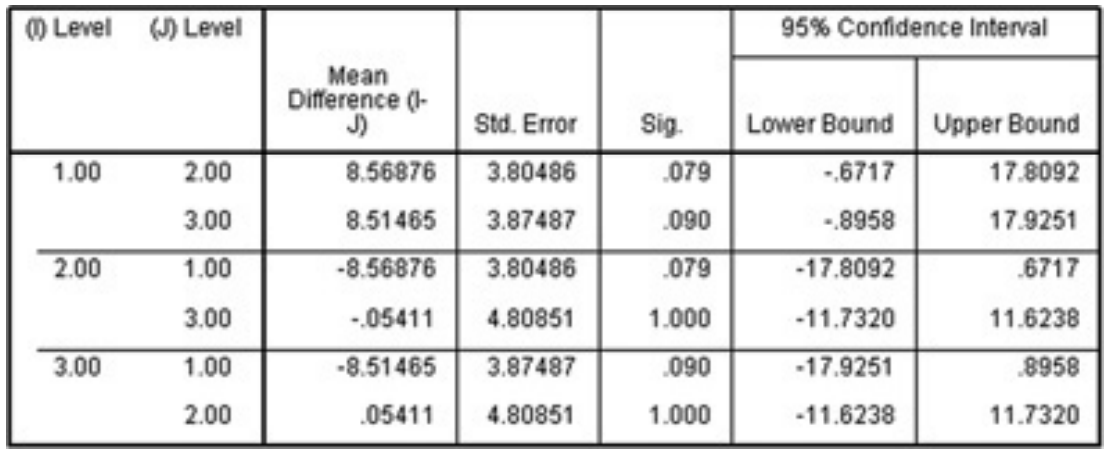 (I) Level (J) Level Mean Difference (I-J) Std. Error Sig. 95% Confidence Interval
Lower Bound Upper Bound
1.00 2.00 8.56876 3.80486 .079 -.6717 17.8092
3.00 8.51465 3.87487 .090 -.8958 17.9251
2.00 1.00 -8.56876 3.80486 .079 -17.8092 .6717
3.00 -.05411 4.80851 1.000 -11.7320 11.6238
3.00 1.00 -8.51465 3.87487 .090 -17.9251 .8958
2.00 .05411 4.80851 1.000 -11.6238 11.7320